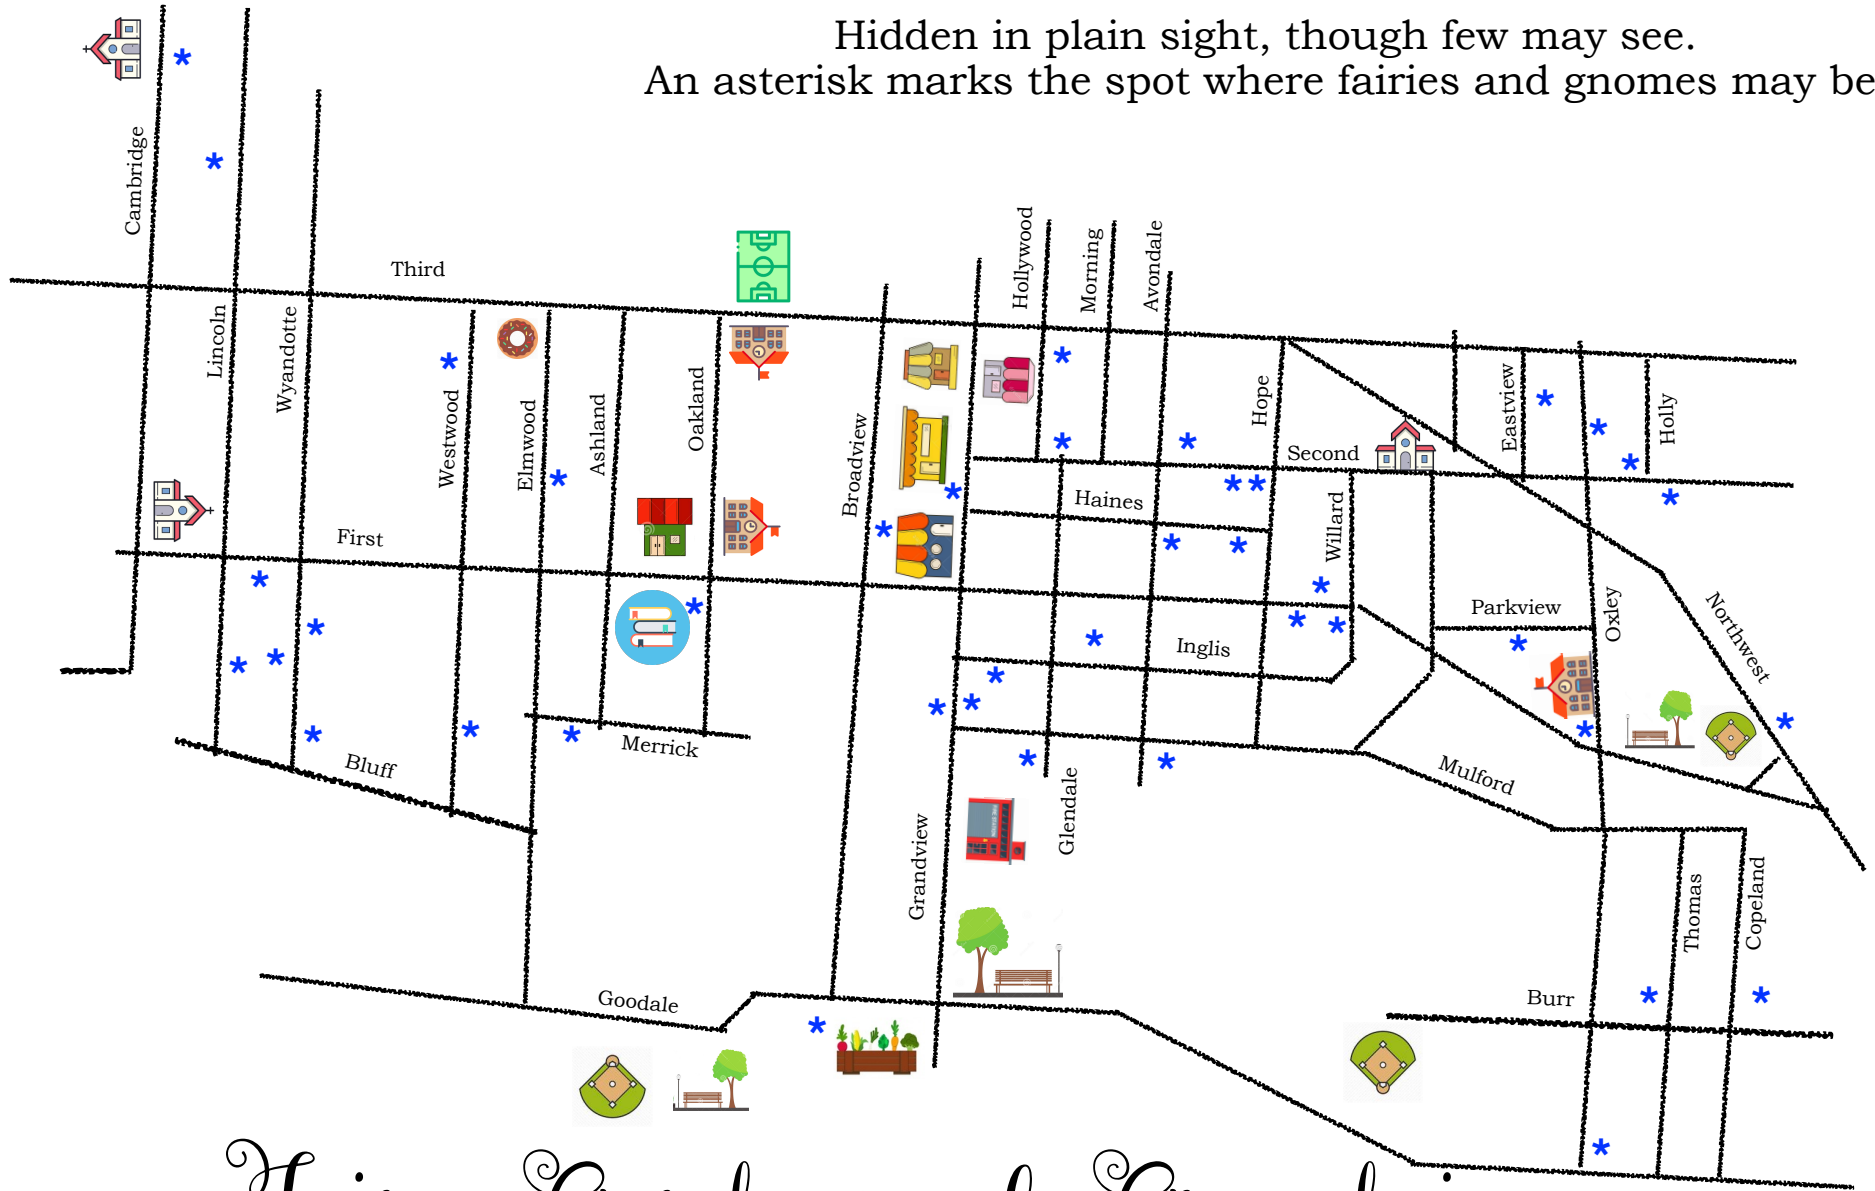 Hidden in plain sight, though few may see.
An asterisk marks the spot where fairies and gnomes may be
Cambridge
Lincoln
Wyandotte
Third
Westwood
Elmwood
Ashland
Oakland
Broadview
Hollywood
Morning
Avondale
Hope
Second
Eastview
Holly
Haines
Willard
First
Parkview
Oxley
Northwest
Inglis
Merrick
Bluff
Mulford
Glendale
Grandview
Thomas
Copeland
Burr
Goodale